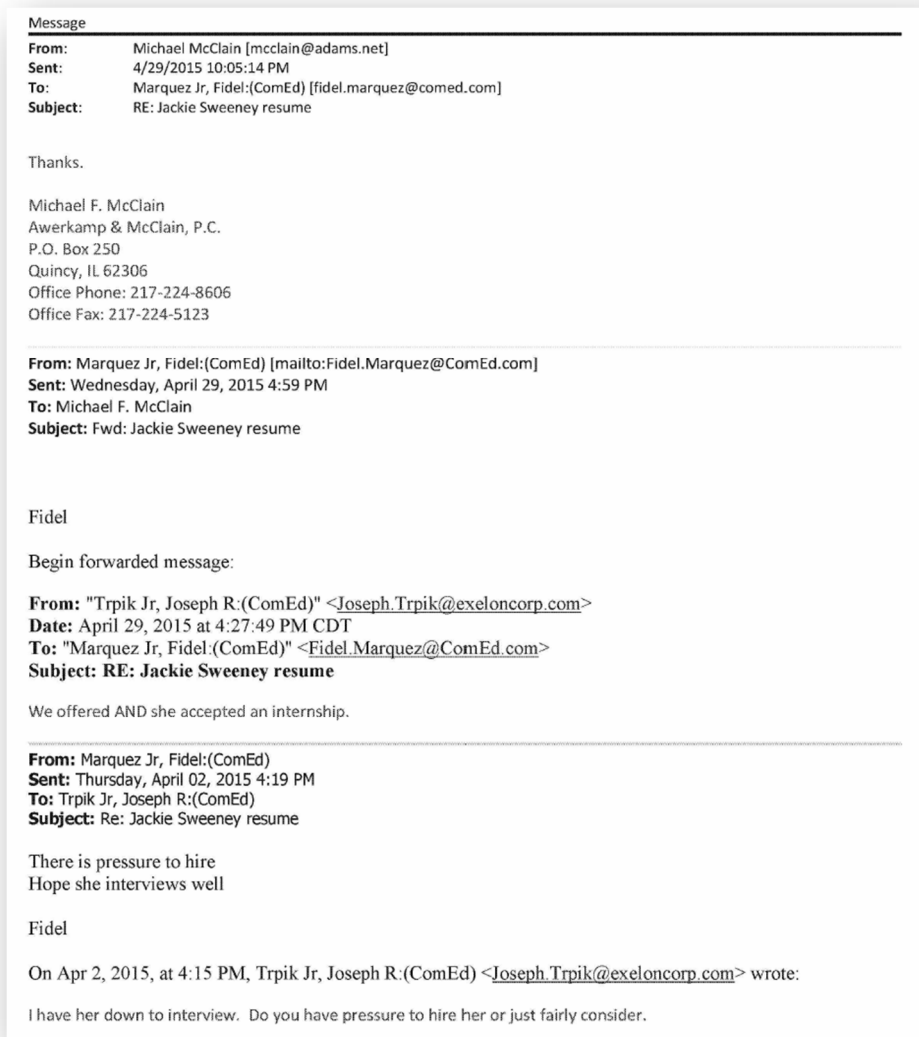 Message
From: Michael McClain [mcclain@adams.net]
Sent: 4/29/2015 10:05:14 PM
To: Marquez Jr, Fidel:(ComEd) [fidel.marquez@comed.com]
Subject: RE: Jackie Sweeney resume
Thanks.
Michael F. McClain
Awerkamp & McClain, P.C.
P.O. Box 250
Quincy, IL 62306
Office Phone: 217-224-8606
Office Fax: 217-224-5123
From: Marquez Jr, Fidel:(ComEd) [mailto:Fidel.Marquez@ComEd.com]
Sent: Wednesday, April 29, 2015 4:59 PM
To: Michael F. McClain
Subject: Fwd: Jackie Sweeney resume
Fidel
Begin forwarded message:
From: "Trpik Jr, Joseph R:(ComEd)" <Joseph.Trpik@exeloncorp.com>
Date: April 29, 2015 at 4:27:49 PM CDT
To: "Marquez Jr, Fidel:(ComEd)" <Fidel.Marquez@ComEd.com>
Subject: RE: Jackie Sweeney resume
We offered AND she accepted an internship.
From: Marquez Jr, Fidel:(ComEd)
Sent: Thursday, April 02, 2015 4:19 PM
To: Trpik Jr, Joseph R:(ComEd)
Subject: Re: Jackie Sweeney resume
There is pressure to hire
Hope she interviews well
Fidel
On Apr 2, 2015, at 4:15 PM, Trpik Jr, Joseph R:(ComEd) <Joseph.Trpik@exeloncorp.com> wrote:
I have her down to interview. Do you have pressure to hire her or just fairly consider.